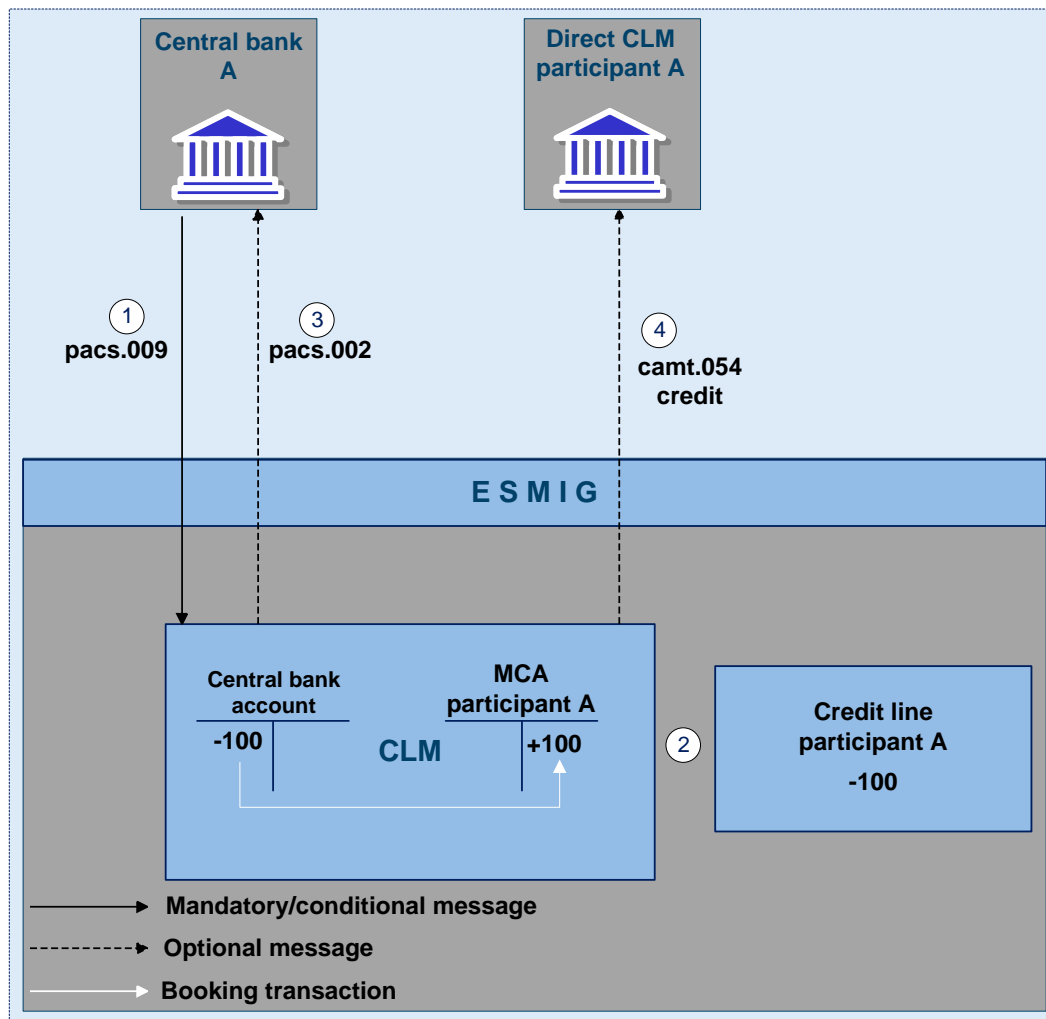 Central bank
A
Direct CLM
participant A
1
pacs.009
3
pacs.002
4
camt.054
credit
E S M I G
Central bank
account
MCA
participant A
-100
CLM
+100
2
Credit line
participant A
-100
Mandatory/conditional message
Optional message
Booking transaction